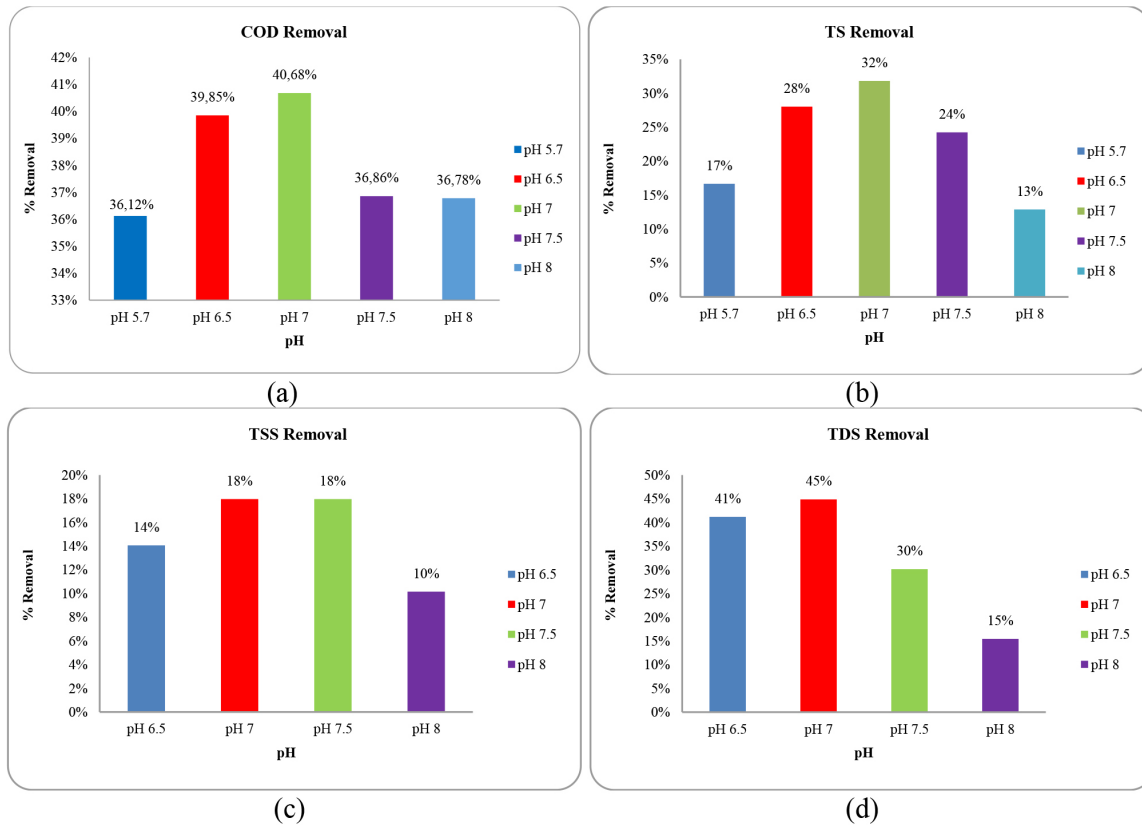 COD Removal
42%
41%
40%
39%
38%
37%
36%
35%
34%
33%
% Removal
36,12%
39,85%
40,68%
36,86%
36,78%
pH 5.7
pH 6.5
pH 7
pH 7.5
pH 8
pH
pH 5.7
pH 6.5
pH 7
pH 7.5
pH 8
(a)
TS Removal
35%
30%
25%
20%
15%
10%
5%
0%
% Removal
17%
28%
32%
24%
13%
pH 5.7
pH 6.5
pH 7
pH 7.5
pH 8
pH
pH 5.7
pH 6.5
pH 7
pH 7.5
pH 8
(b)
TSS Removal
20%
18%
16%
14%
12%
10%
8%
6%
4%
2%
0%
% Removal
14%
18%
18%
10%
pH 6.5
pH 7
pH 7.5
pH 8
pH
pH 6.5
pH 7
pH 7.5
pH 8
(c)
TDS Removal
50%
45%
40%
35%
30%
25%
20%
15%
10%
5%
0%
% Removal
41%
45%
30%
15%
pH 6.5
pH 7
pH 7.5
pH 8
pH
pH 6.5
pH 7
pH 7.5
pH 8
(d)